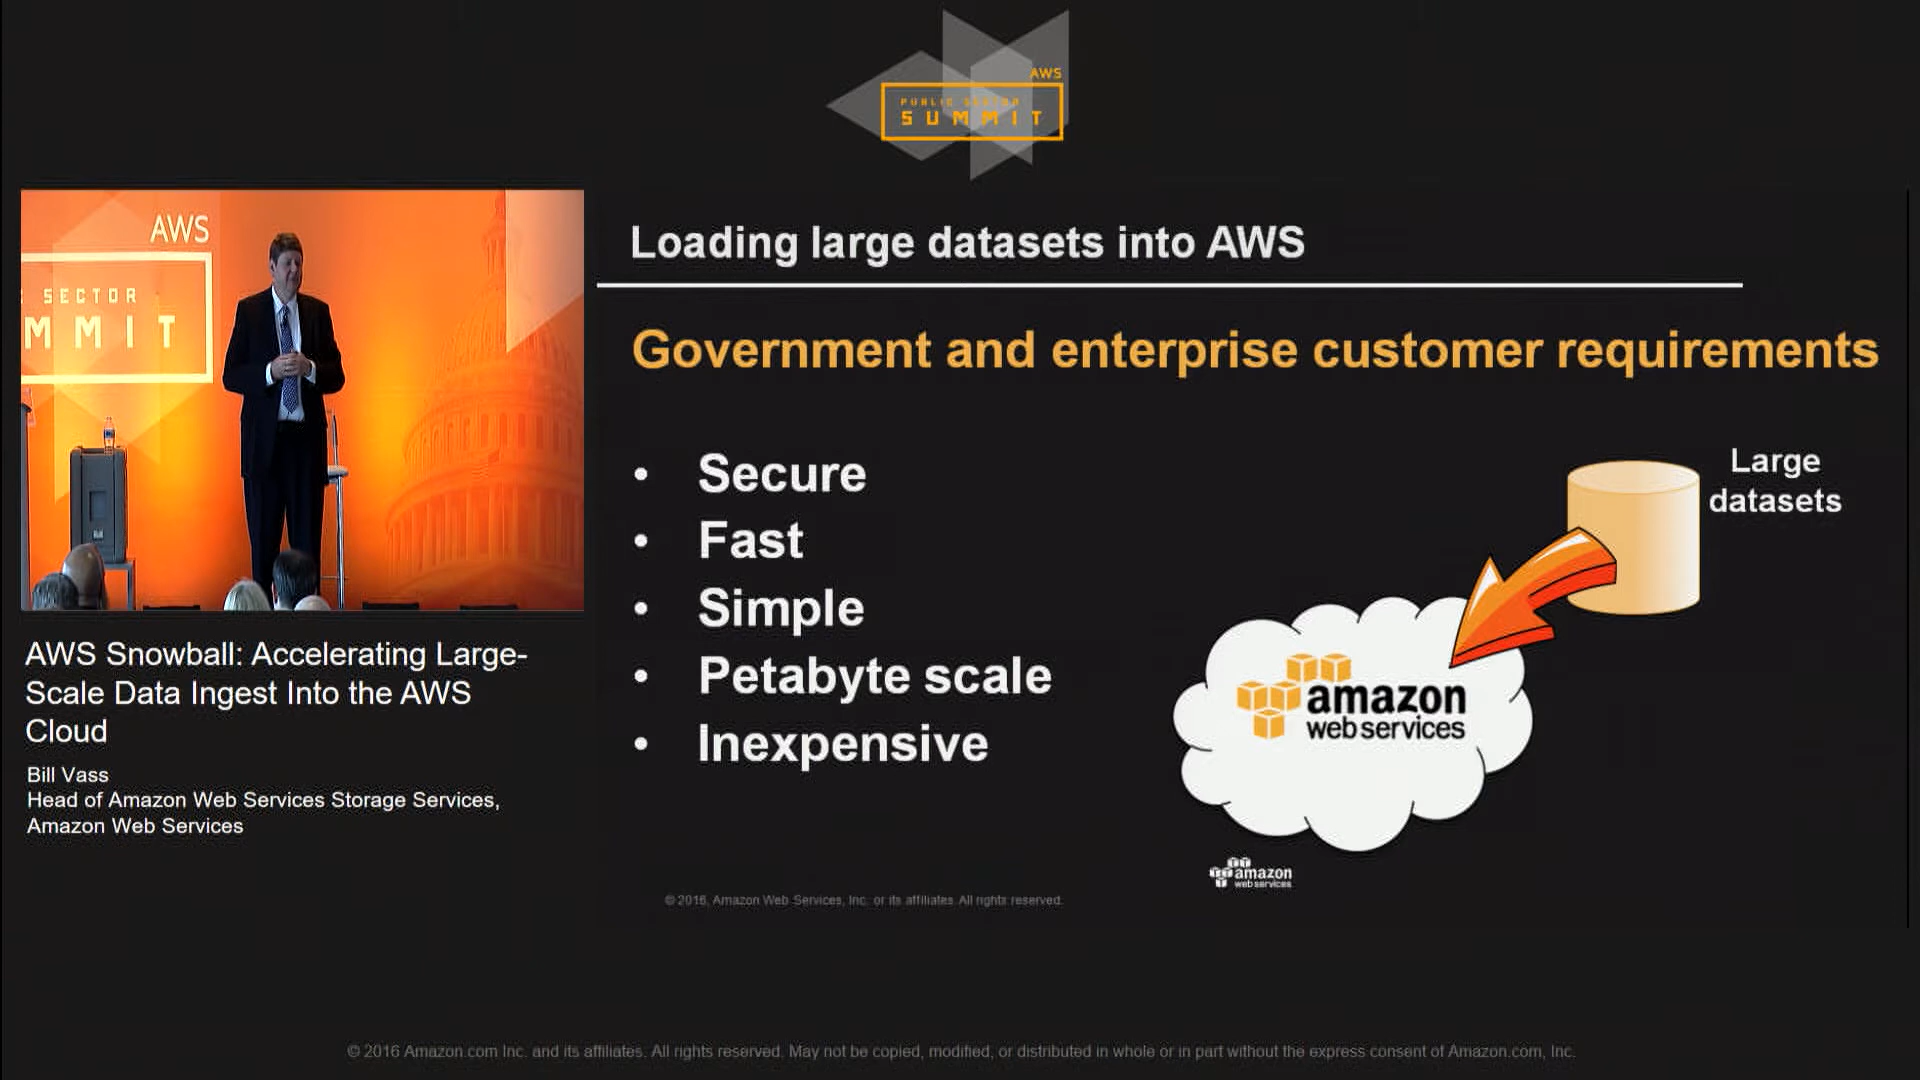 AWS
PUBLIC SECTOR
SUMMIT
AWS
SECTOR
MMIT
Loading large datasets into AWS
Government and enterprise customer requirements
• Secure
• Fast
• Simple
• Petabyte scale
• Inexpensive
Large
datasets
amazon
web services
amazon
web services
© 2016, Amazon Web Services, Inc. or its affiliates. All rights reserved.
AWS Snowball: Accelerating Large-
Scale Data Ingest Into the AWS
Cloud
Bill Vass
Head of Amazon Web Services Storage Services,
Amazon Web Services
© 2016 Amazon.com Inc. and its affiliates. All rights reserved. May not be copied, modified, or distributed in whole or in part without the express consent of Amazon.com, Inc.